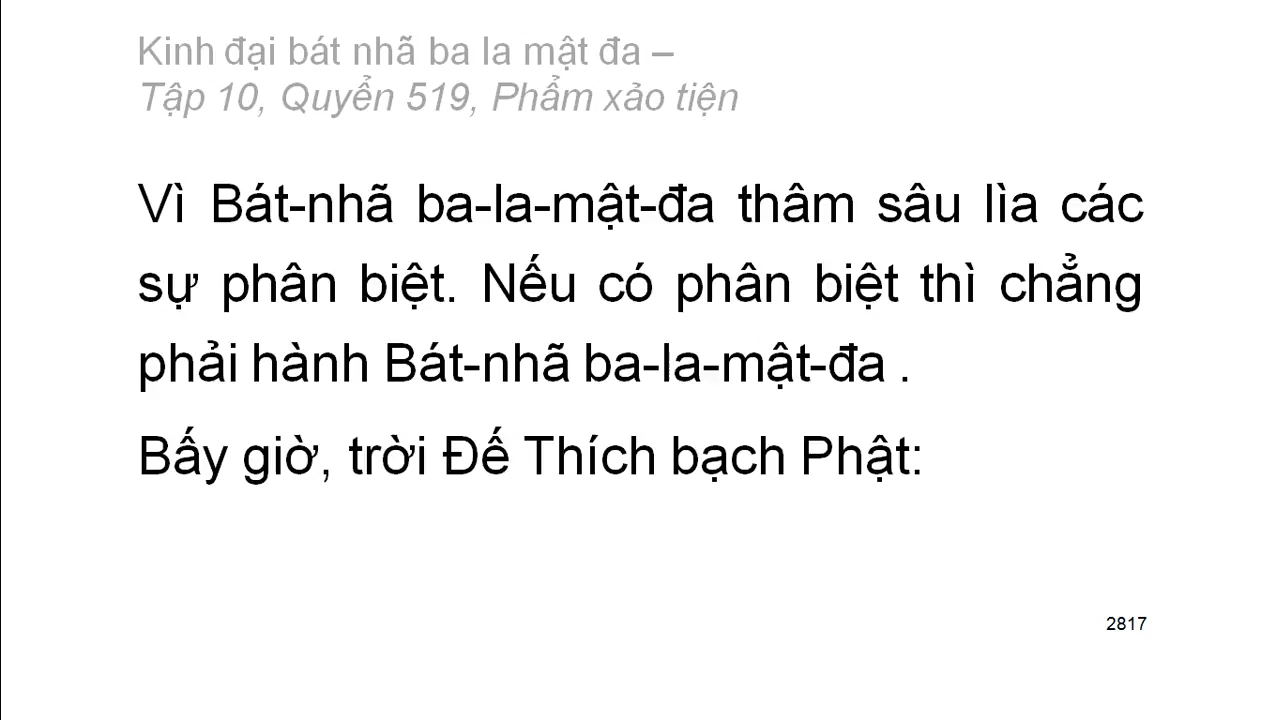 Kinh đại bát nhã ba la mật đa –
Tập 10, Quyển 519, Phẩm xảo tiện
Vì Bát-nhã ba-la-mật-đa thâm sâu lìa các
sự phân biệt. Nếu có phân biệt thì chẳng
phải hành Bát-nhã ba-la-mật-đa .
Bấy giờ, trời Đế Thích bạch Phật:
2817